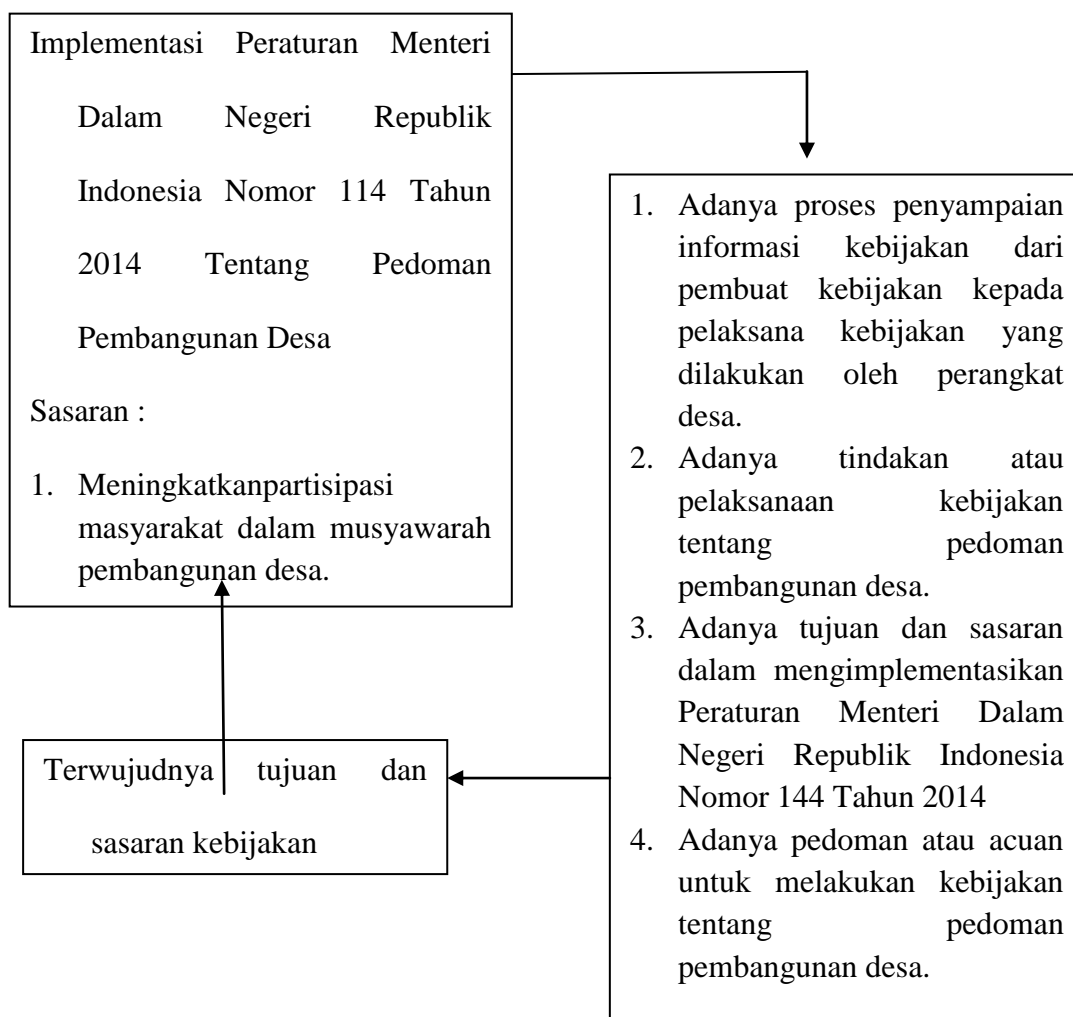 Implementasi Peraturan Menteri
Dalam Negeri Republik
Indonesia Nomor 114 Tahun
2014 Tentang Pedoman
Pembangunan Desa
Sasaran :
1. Meningkatkanpartisipasi
masyarakat dalam musyawarah
pembangunan desa.
1. Adanya proses penyampaian
informasi kebijakan dari
pembuat kebijakan kepada
pelaksana kebijakan yang
dilakukan oleh perangkat
desa.
2. Adanya tindakan atau
pelaksanaan kebijakan
tentang pedoman
pembangunan desa.
3. Adanya tujuan dan sasaran
dalam mengimplementasikan
Peraturan Menteri Dalam
Negeri Republik Indonesia
Nomor 144 Tahun 2014
4. Adanya pedoman atau acuan
untuk melakukan kebijakan
tentang pedoman
pembangunan desa.
Terwujudnya tujuan dan
sasaran kebijakan